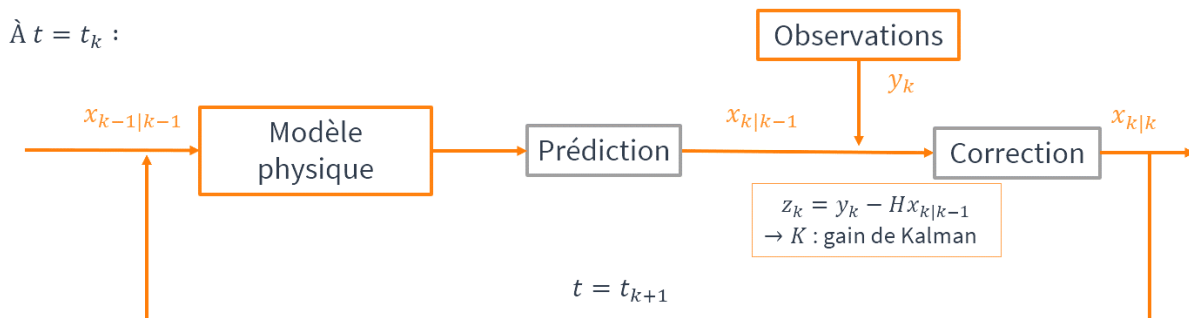 À t = t_k :
Observations
y_k
x_{k-1|k-1}
Modèle
physique
Prédiction
x_{k|k-1}
Correction
x_{k|k}
z_k = y_k − Hx_{k|k-1}
→ K : gain de Kalman
t = t_{k+1}